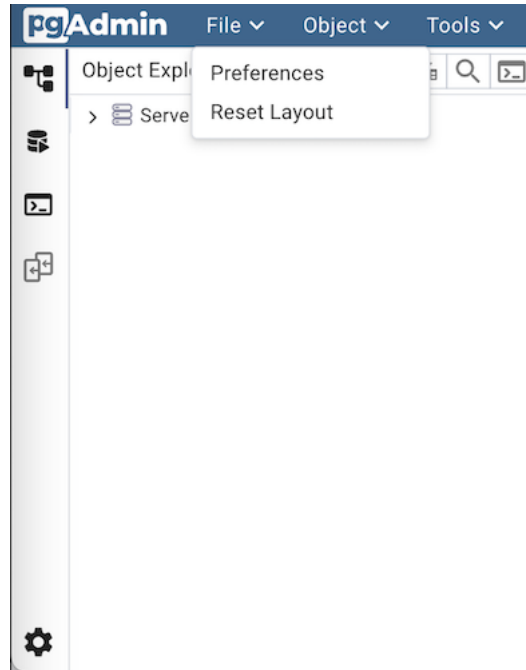 pgAdmin File Object Tools
Object Expl
Preferences
Serve
Reset Layout